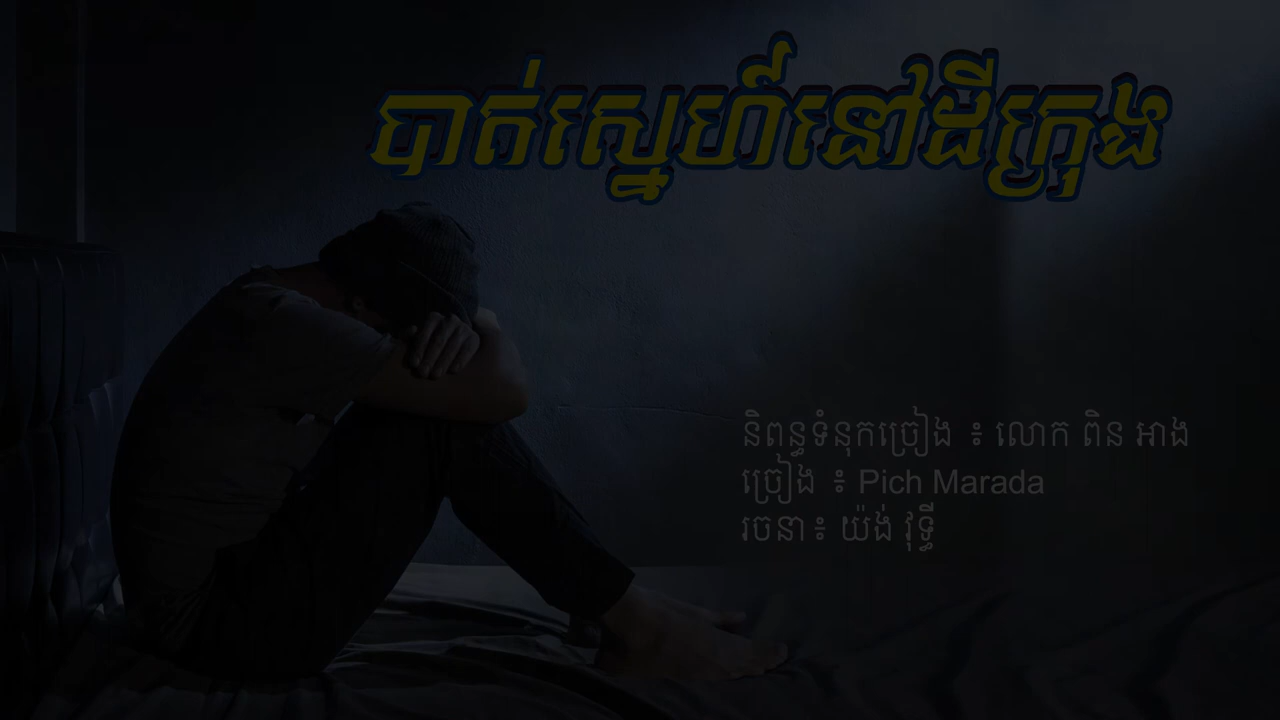 បាត់ស្នេហ៍នៅដីក្រុង
និពន្ធទំនុកច្រៀង ៖ លោក ពិន អាង
ច្រៀង ៖ Pich Marada
រចនា៖ យ៉ង់ វុទ្ធី